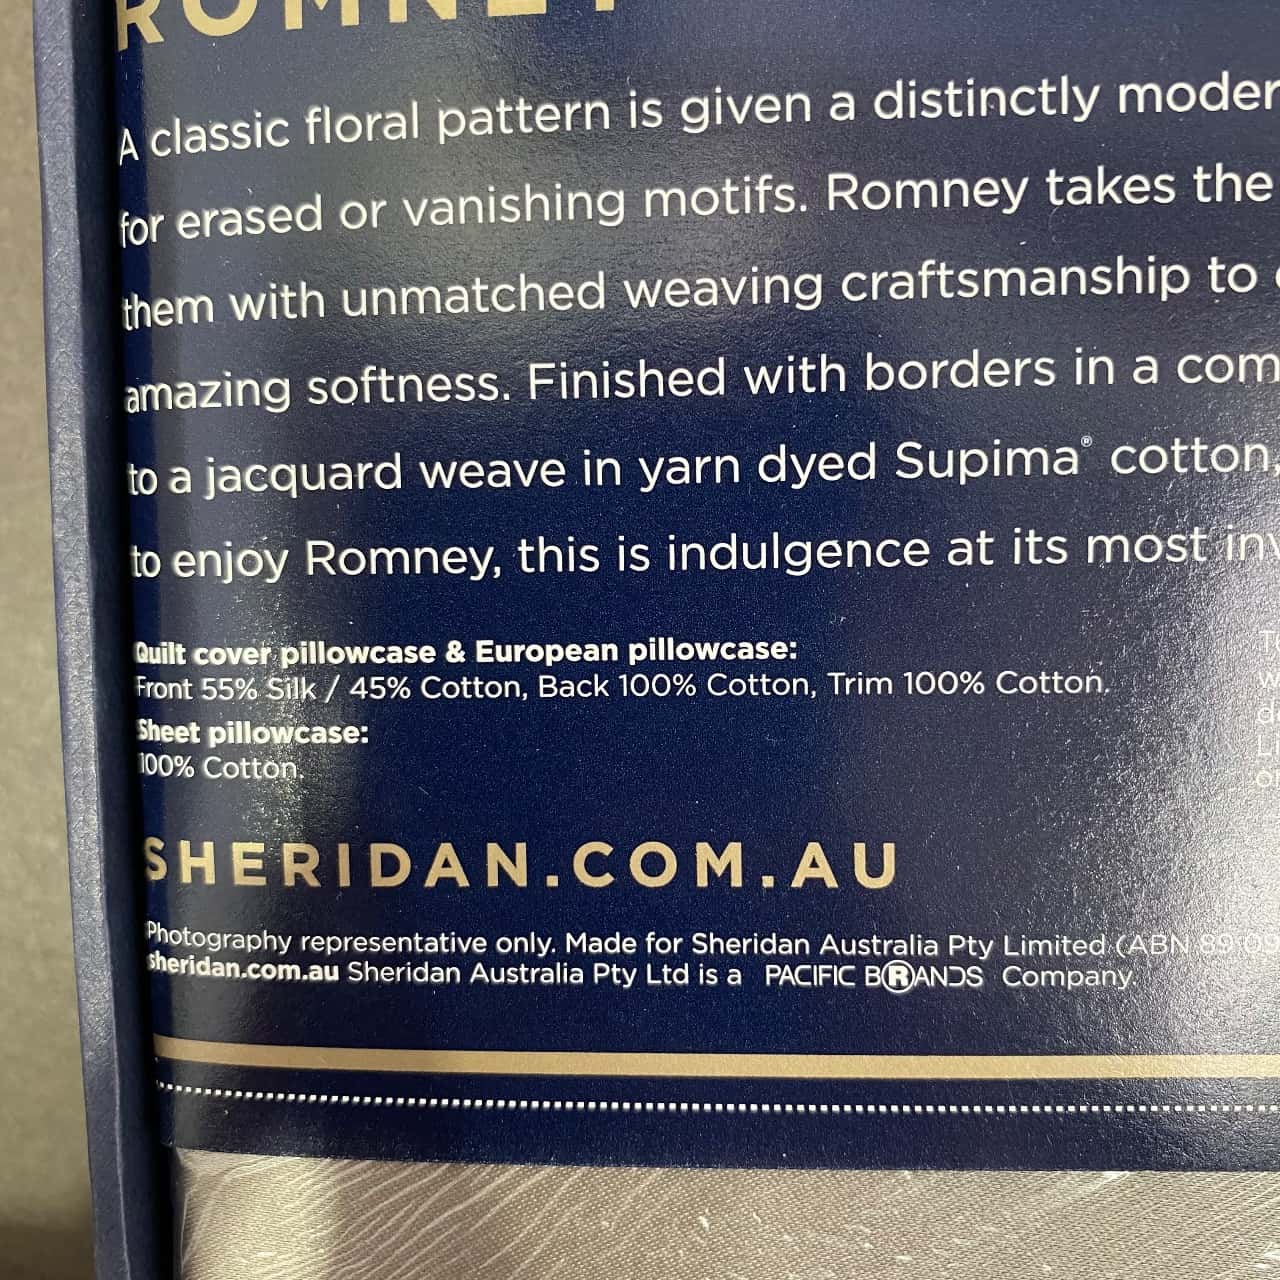 ROMNEY
A classic floral pattern is given a distinctly
for erased or vanishing motifs. Romney takes the
them with unmatched weaving craftsmanship to
amazing softness. Finished with borders in a
to a jacquard weave in yarn dyed Supima® cotton,
to enjoy Romney, this is indulgence at its most
Quilt cover pillowcase & European pillowcase:
Front 55% Silk / 45% Cotton, Back 100% Cotton, Trim 100% Cotton.
Sheet pillowcase:
100% Cotton.
SHERIDAN.COM.AU
Photography representative only. Made for Sheridan Australia Pty Limited (ABN 89 09
sheridan.com.au Sheridan Australia Pty Ltd is a PACIFIC BRANDS Company.